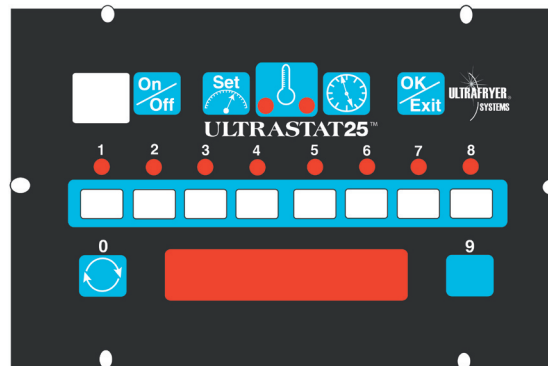 On/Off
Set
OK/Exit
ULTRAFRYER
SYSTEMS
ULTRASTAT25™
1 2 3 4 5 6 7 8
0 9